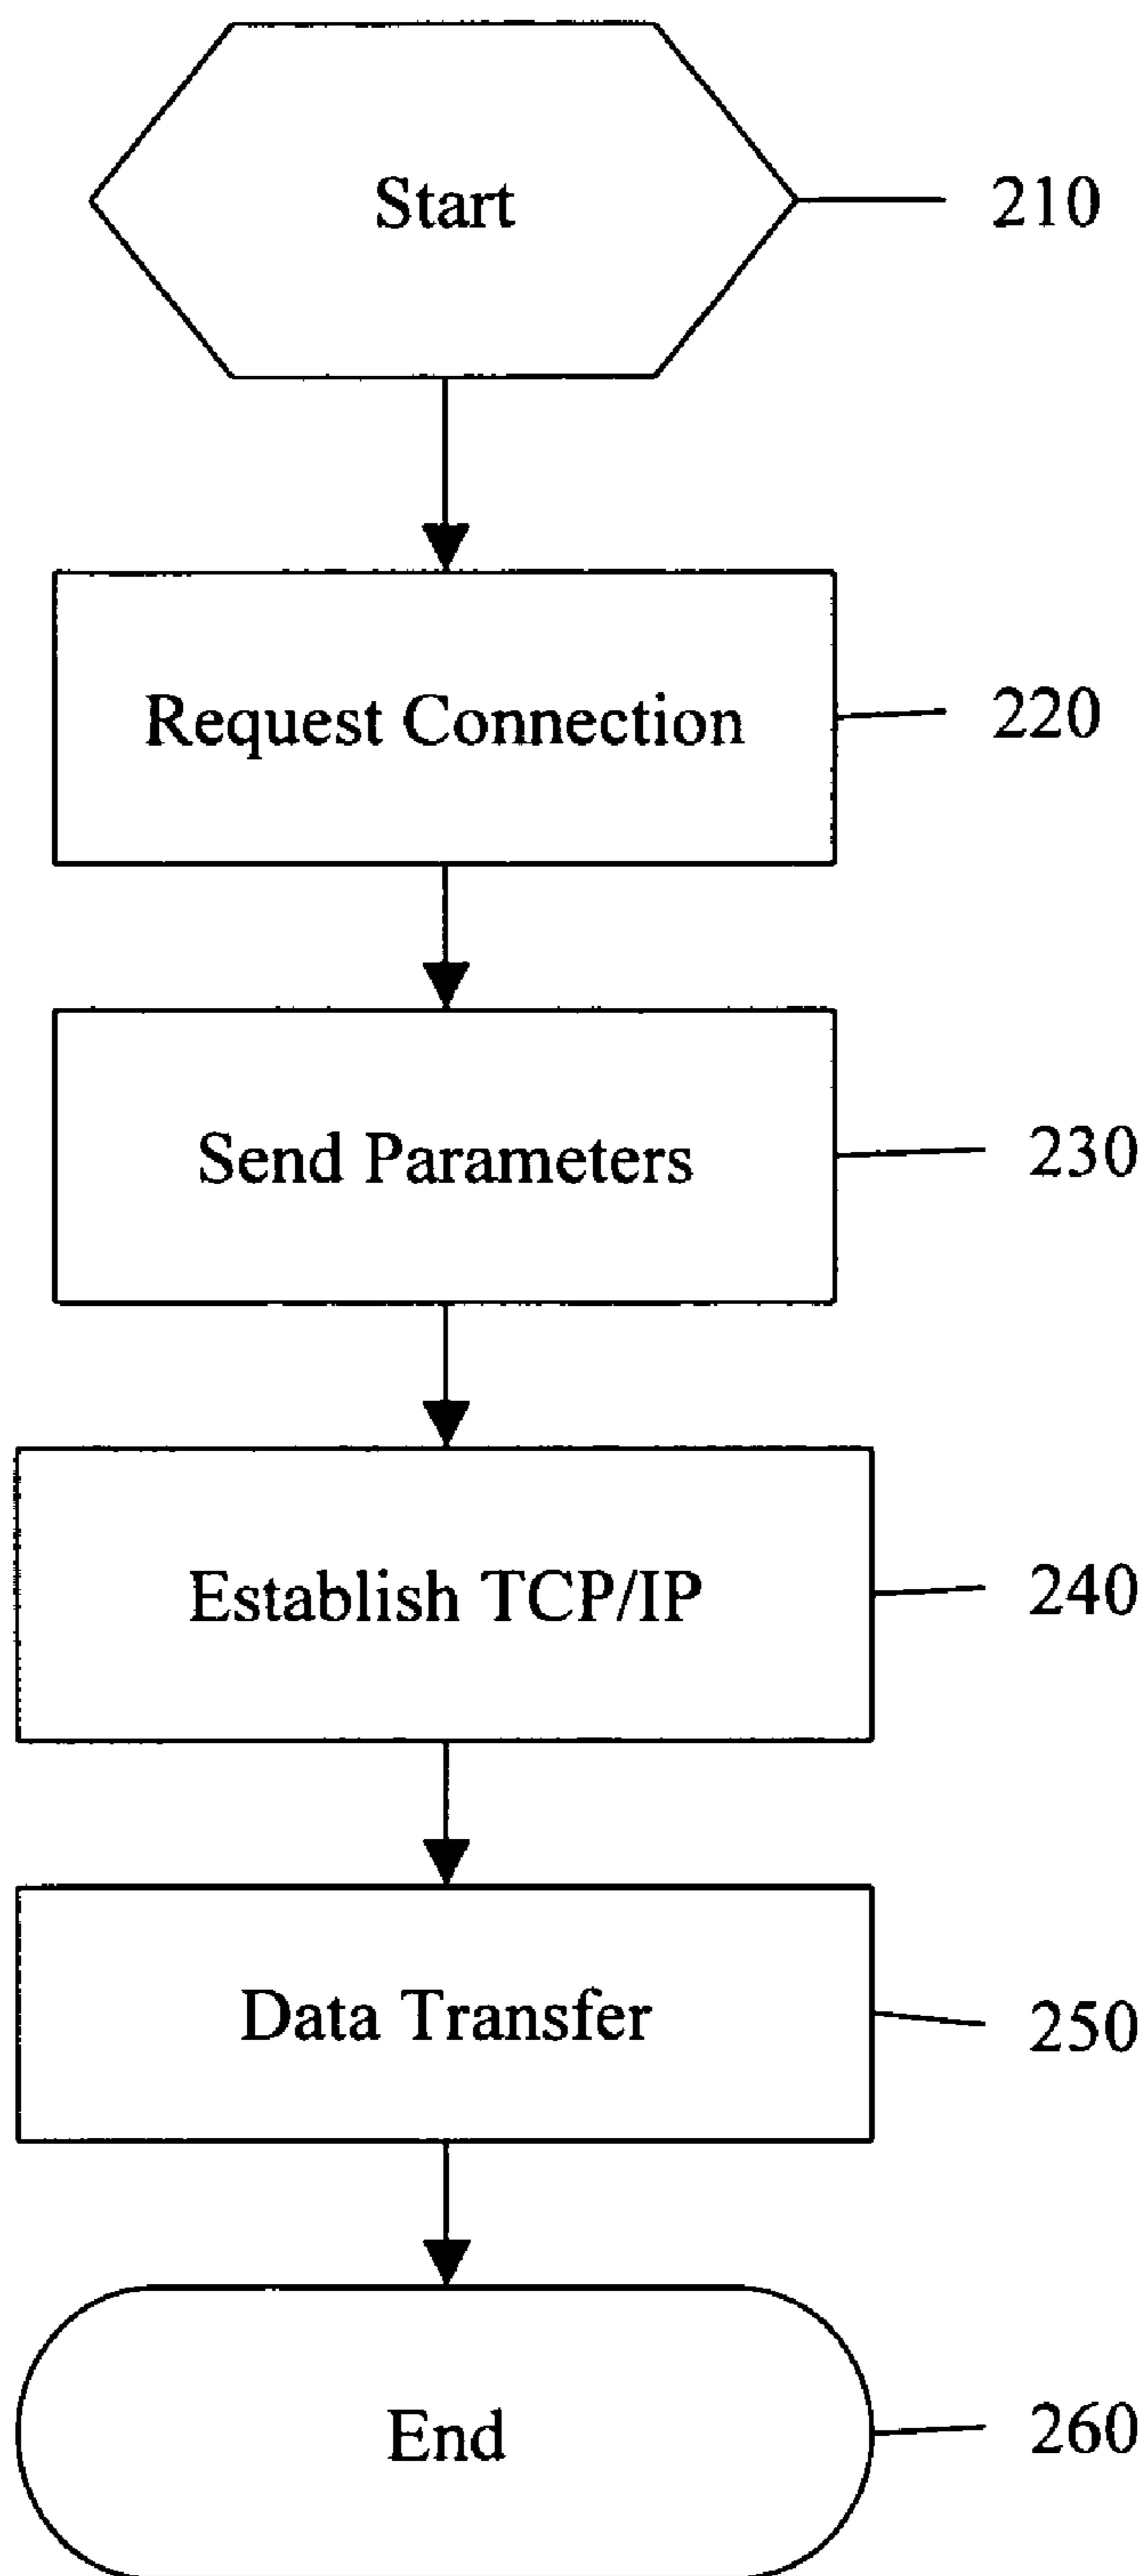 Start
210
Request Connection
220
Send Parameters
230
Establish TCP/IP
240
Data Transfer
250
End
260